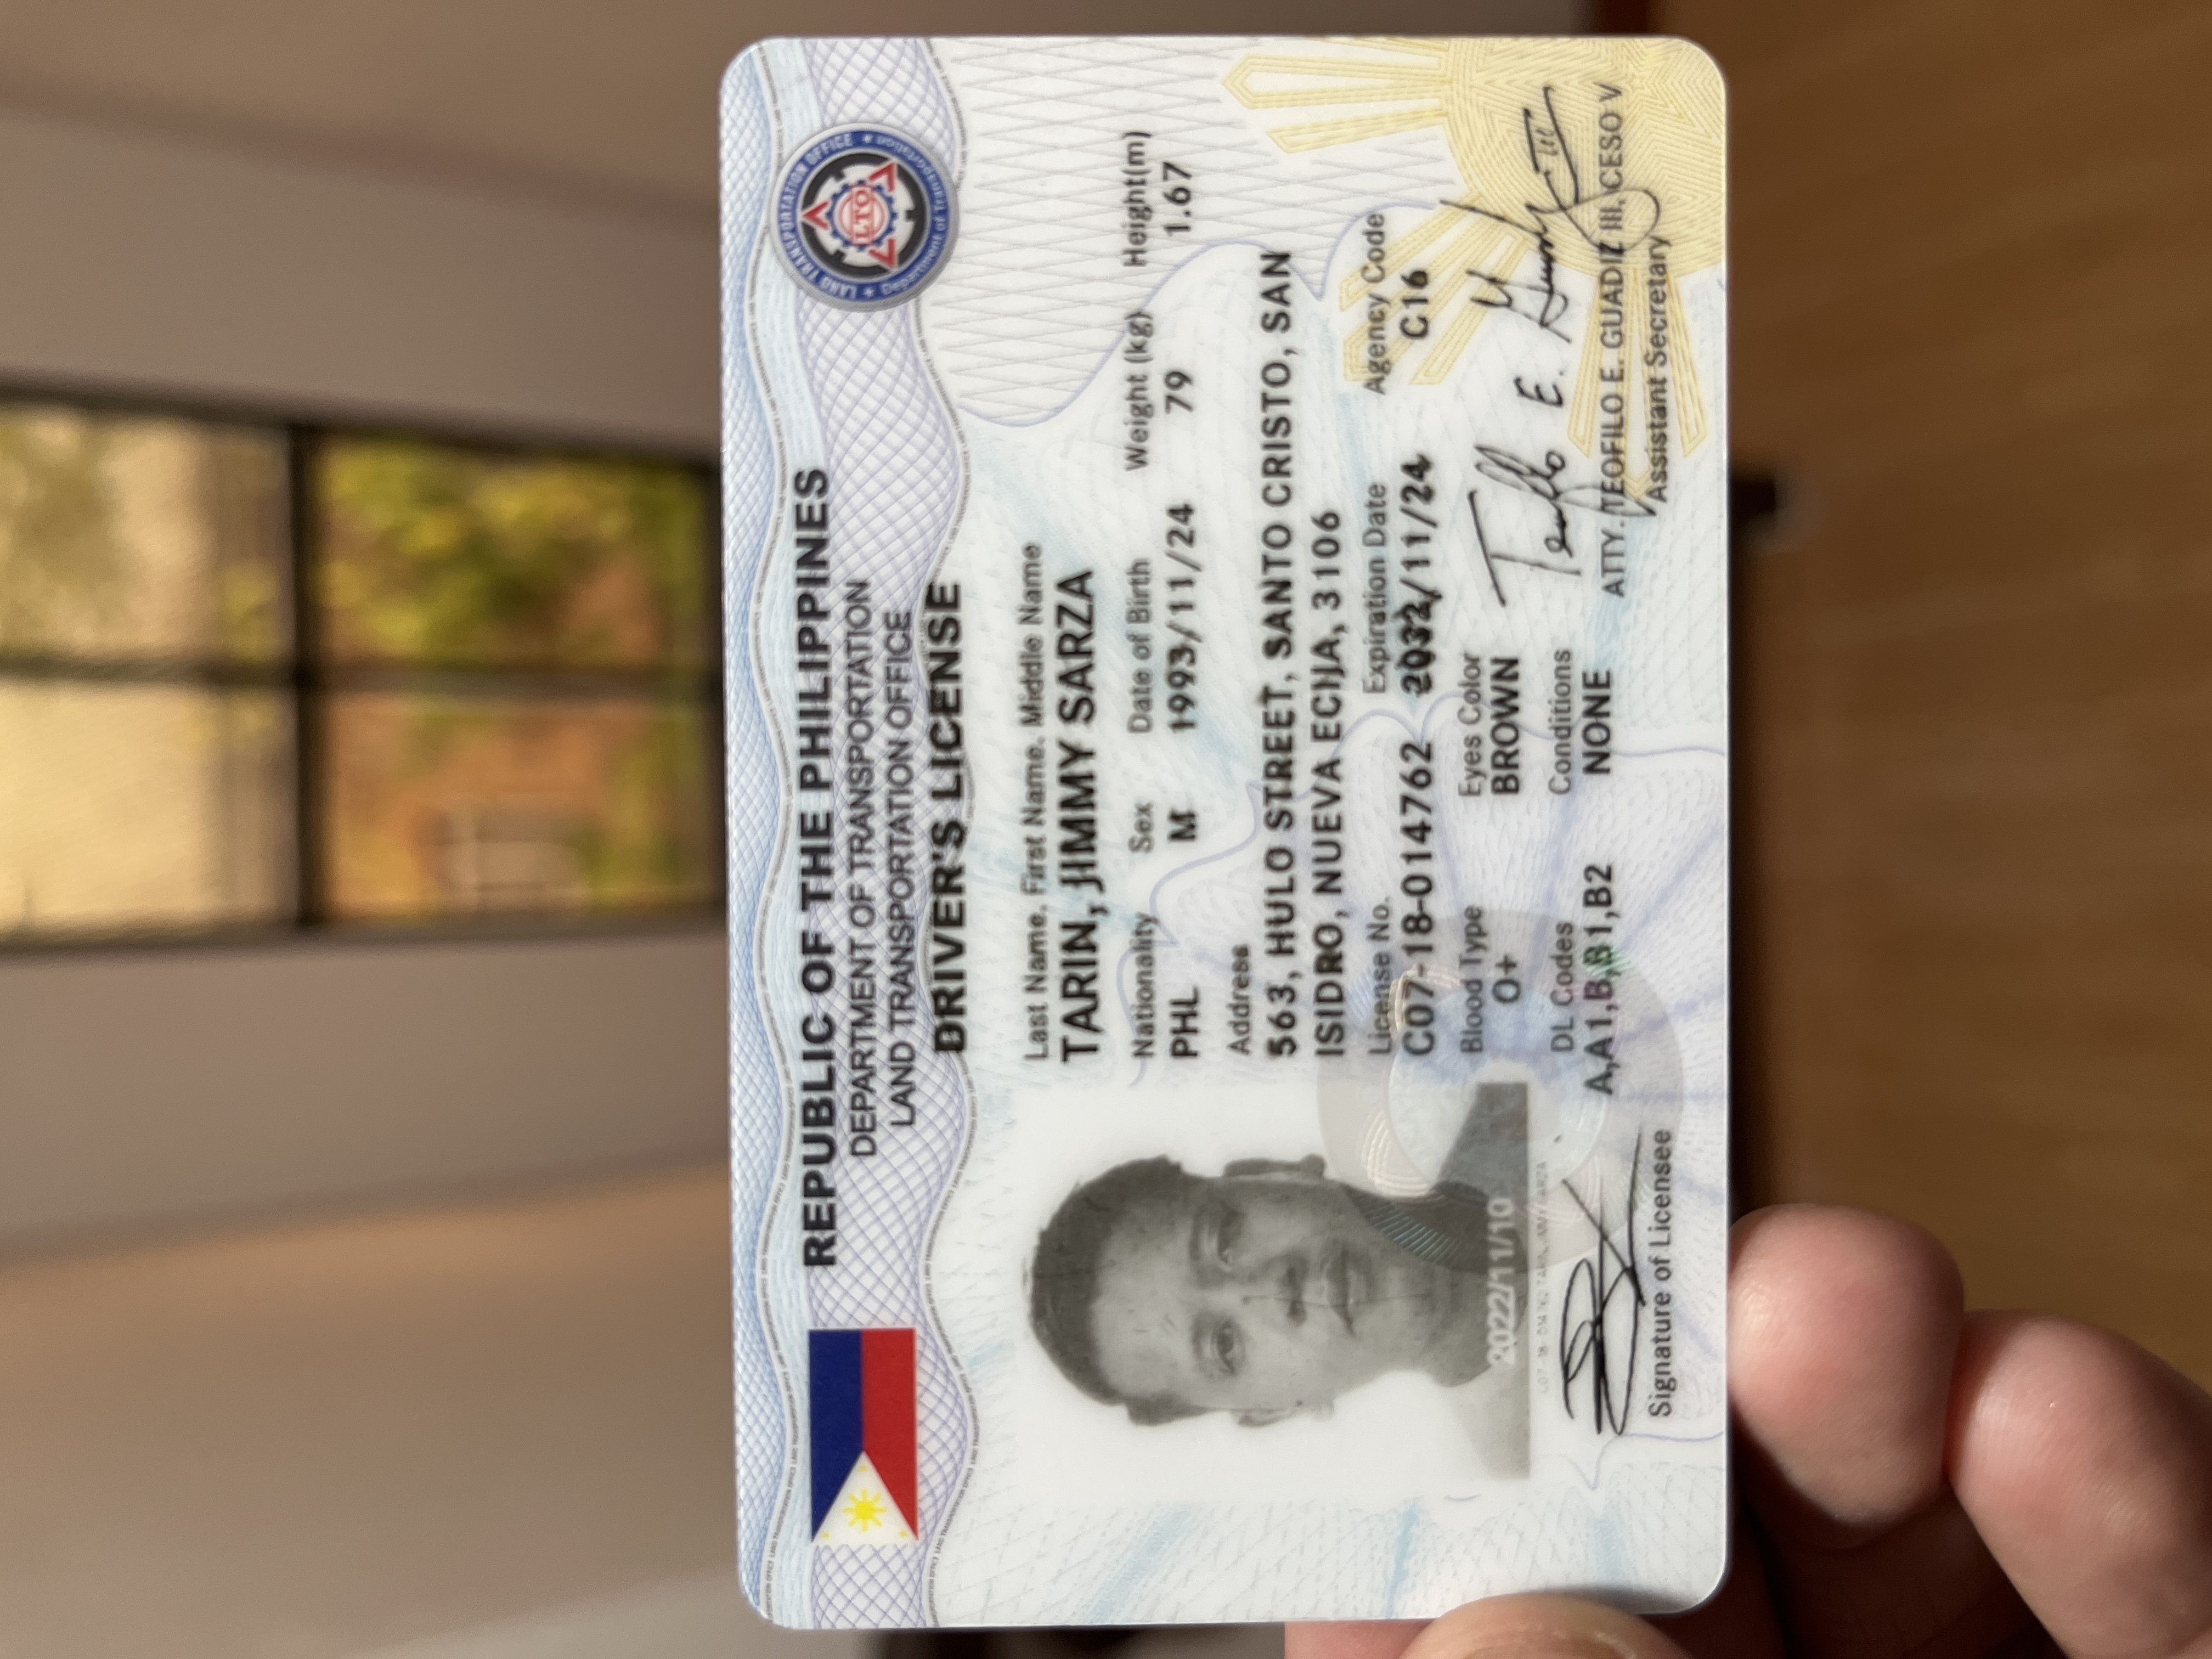 REPUBLIC OF THE PHILIPPINES
DEPARTMENT OF TRANSPORTATION
LAND TRANSPORTATION OFFICE
DRIVER'S LICENSE
LAND TRANSPORTATION OFFICE
LTO
Department of Transportation
Last Name, First Name, Middle Name
TARIN, JIMMY SARZA
Nationality Sex Date of Birth Weight (kg) Height(m)
PHL M 1993/11/24 79 1.67
Address
563, HULO STREET, SANTO CRISTO, SAN
ISIDRO, NUEVA ECIJA, 3106
License No. Expiration Date Agency Code
C07-18-014762 2032/11/24 C16
Blood Type Eyes Color
O+ BROWN
DL Codes Conditions
A,A1,B,B1,B2 NONE
2022/11/10
C07-18-014762 TARIN, JIMMY SARZA
Signature of Licensee
Teofilo E. Guadiz III
ATTY. TEOFILO E. GUADIZ III, CESO V
Assistant Secretary